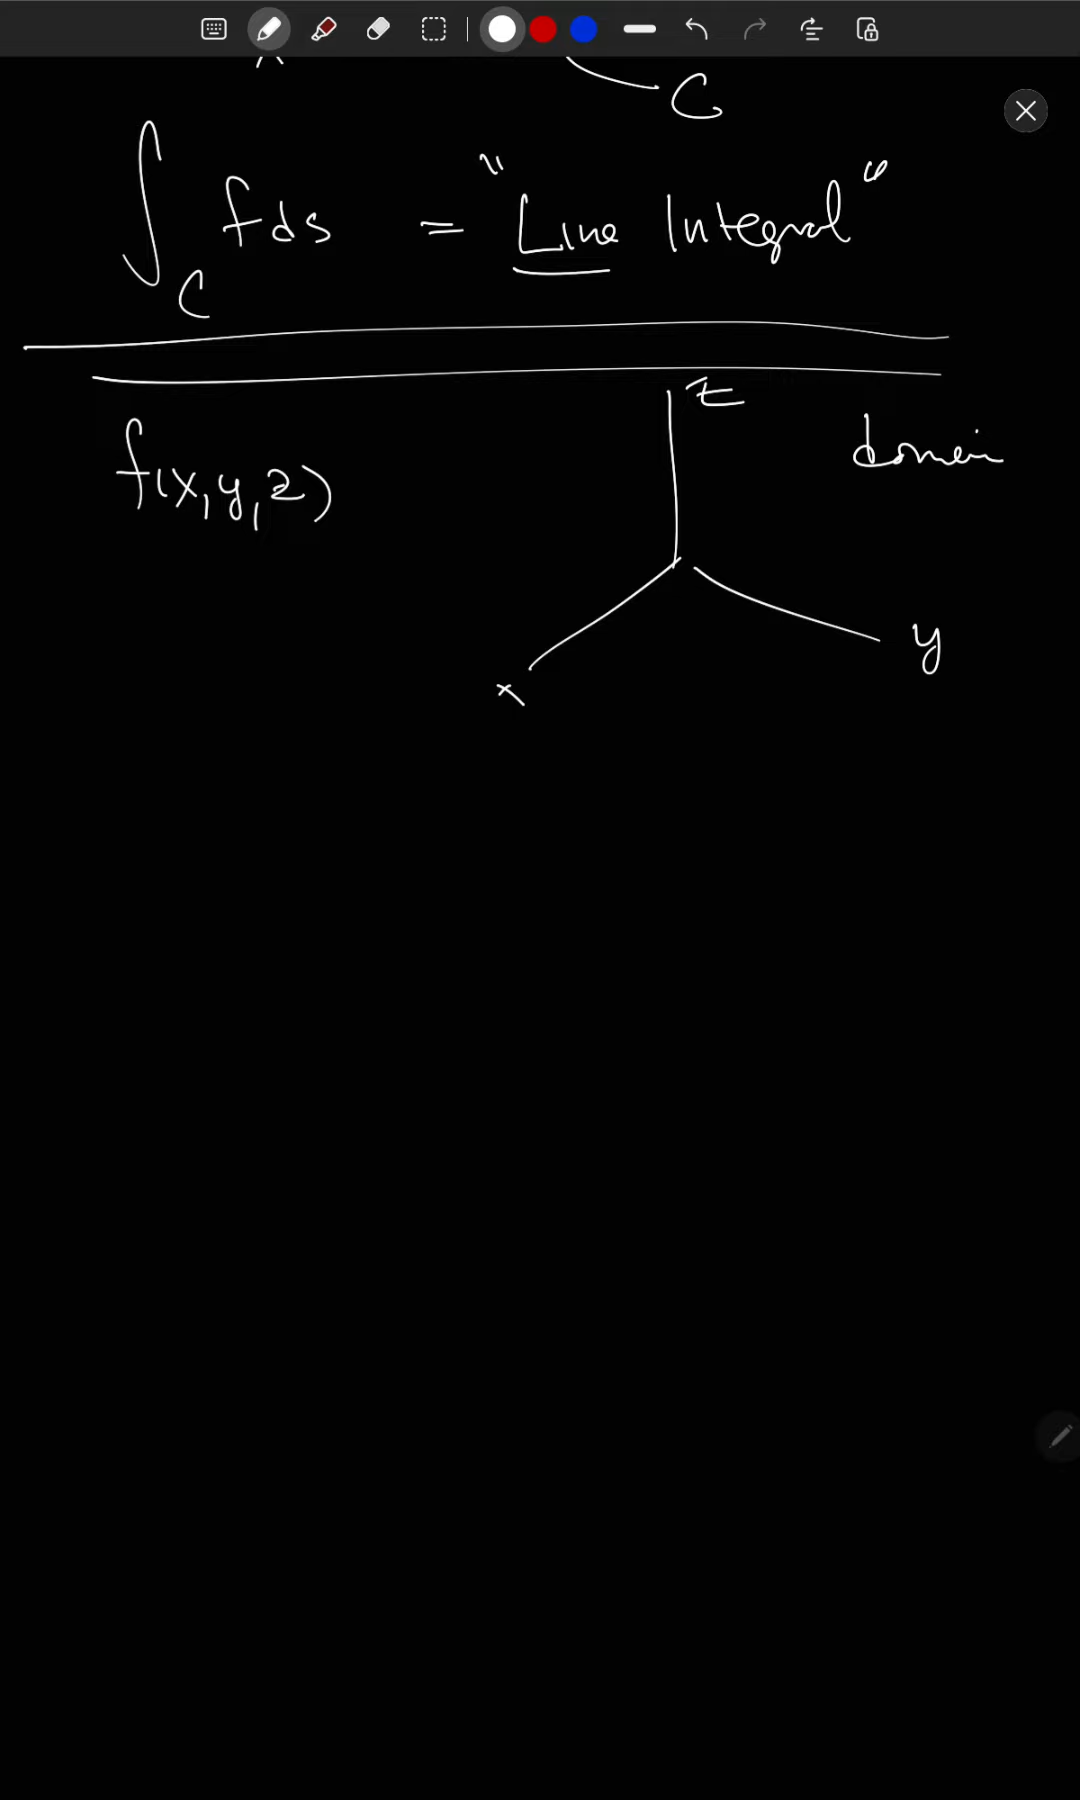 C
∫_C f ds = "Line Integral"
f(x,y,z)
z
domain
y
x